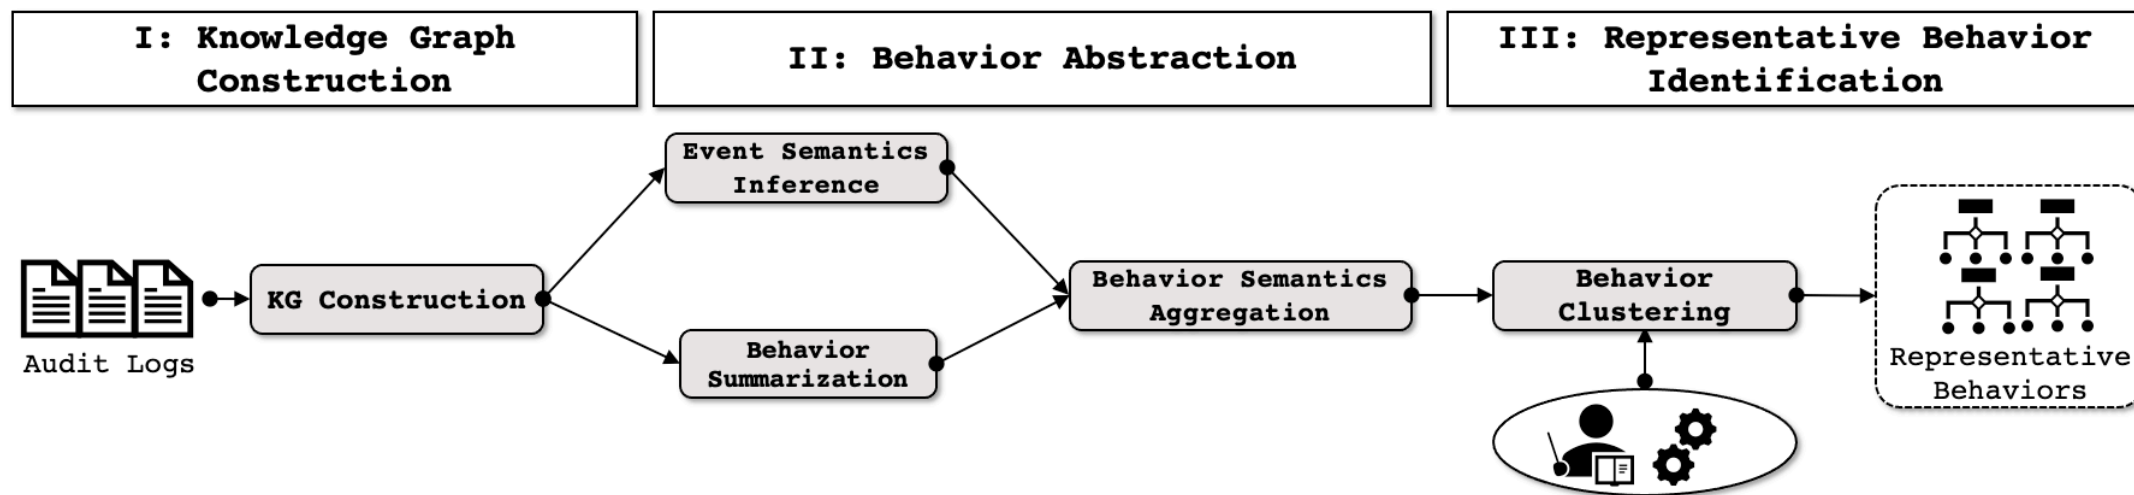 I: Knowledge Graph
Construction
II: Behavior Abstraction
III: Representative Behavior
Identification
Event Semantics
Inference
KG Construction
Behavior
Summarization
Behavior Semantics
Aggregation
Behavior
Clustering
Audit Logs
Representative
Behaviors